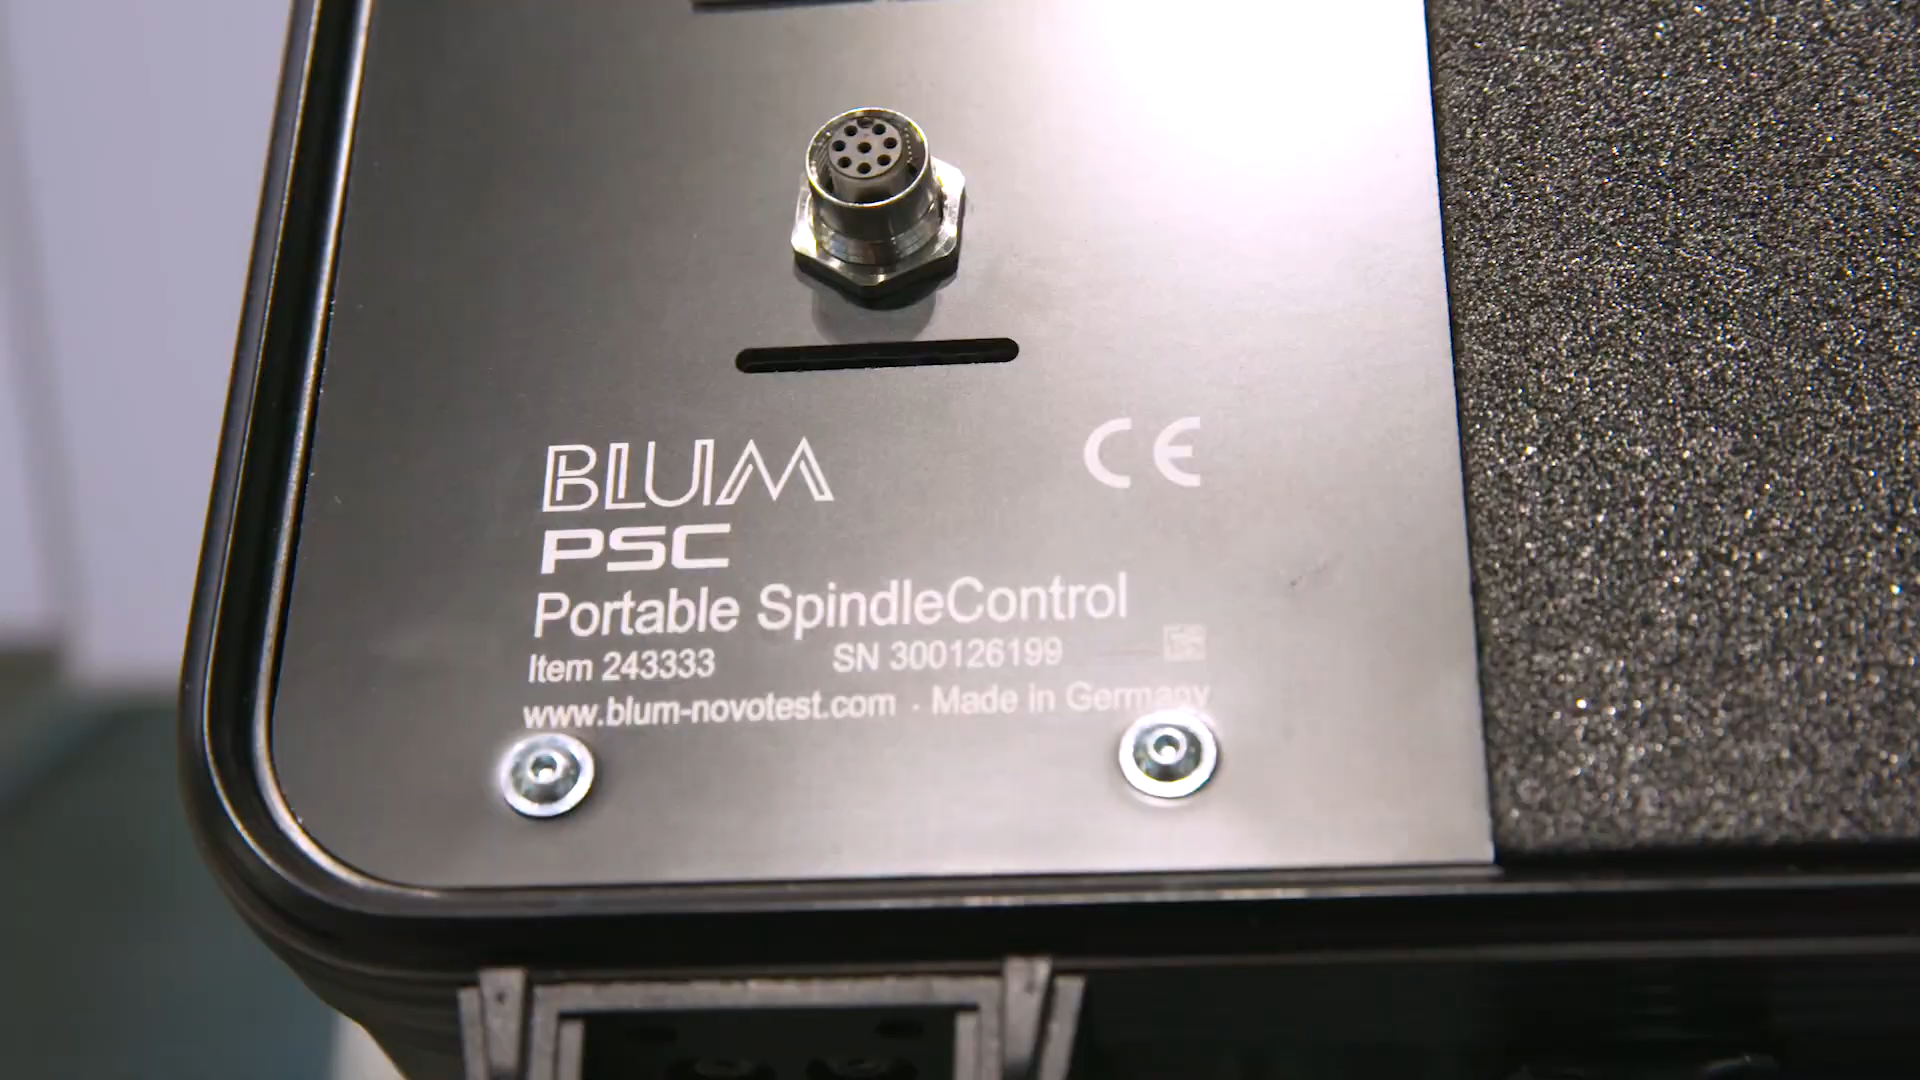 BLUM
CE
PSC
Portable SpindleControl
Item 243333 SN 300126199
www.blum-novotest.com · Made in Germany